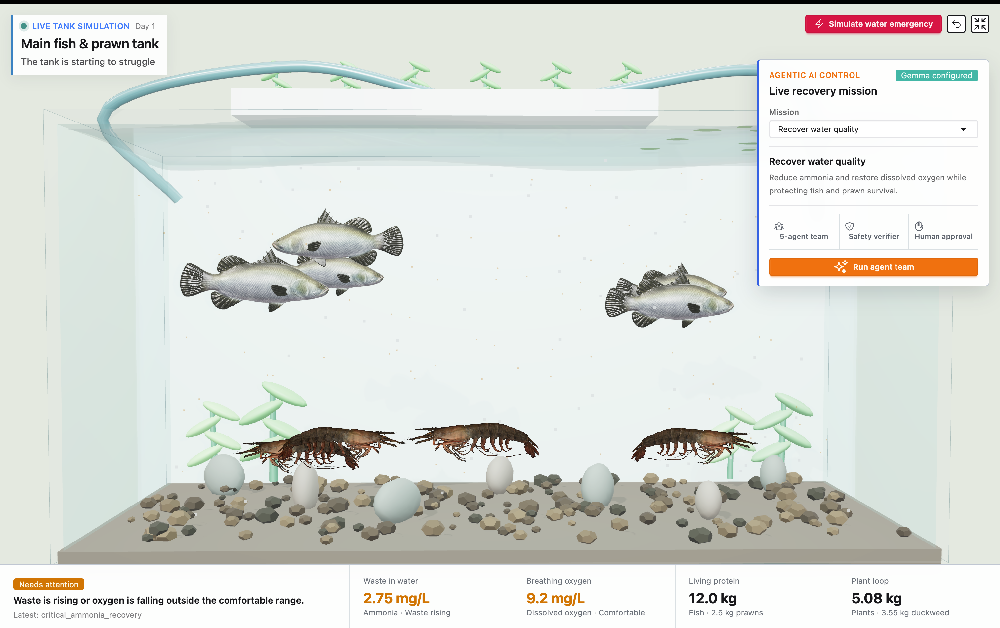 LIVE TANK SIMULATION Day 1
Main fish & prawn tank
The tank is starting to struggle
Simulate water emergency
AGENTIC AI CONTROL Gemma configured
Live recovery mission
Mission
Recover water quality
Recover water quality
Reduce ammonia and restore dissolved oxygen while
protecting fish and prawn survival.
5-agent team
Safety verifier
Human approval
Run agent team
Needs attention
Waste is rising or oxygen is falling outside the comfortable range.
Latest: critical_ammonia_recovery
Waste in water
2.75 mg/L
Ammonia · Waste rising
Breathing oxygen
9.2 mg/L
Dissolved oxygen · Comfortable
Living protein
12.0 kg
Fish · 2.5 kg prawns
Plant loop
5.08 kg
Plants · 3.55 kg duckweed